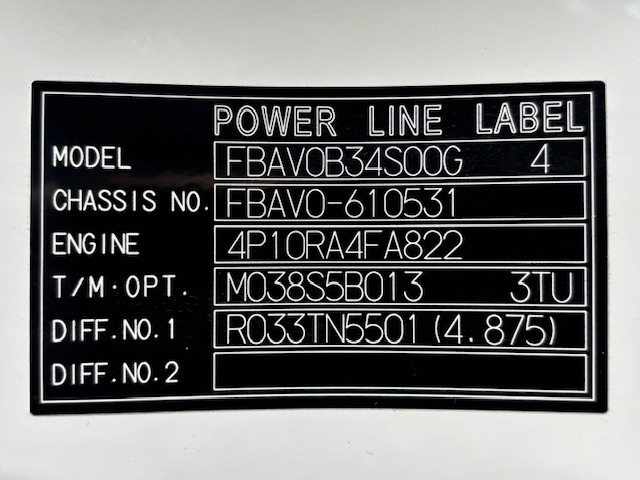 POWER LINE LABEL
MODEL FBAV0B34S00G 4
CHASSIS NO. FBAV0-610531
ENGINE 4P10RA4FA822
T/M·OPT. M038S5B013 3TU
DIFF.NO.1 R033TN5501(4.875)
DIFF.NO.2